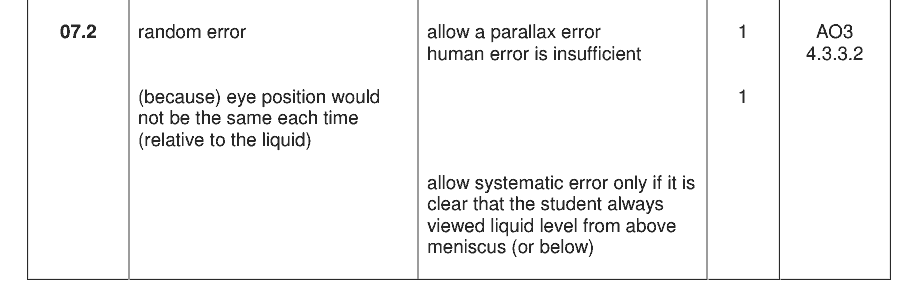 07.2 random error allow a parallax error 1 AO3
human error is insufficient 4.3.3.2
(because) eye position would 1
not be the same each time
(relative to the liquid)
allow systematic error only if it is
clear that the student always
viewed liquid level from above
meniscus (or below)